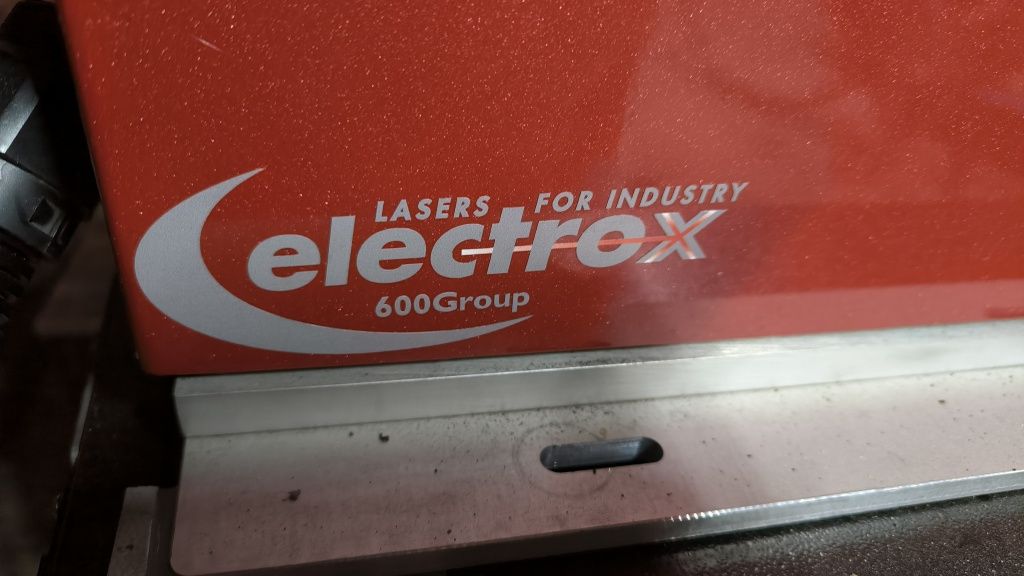 LASERS FOR INDUSTRY
electrox
600Group